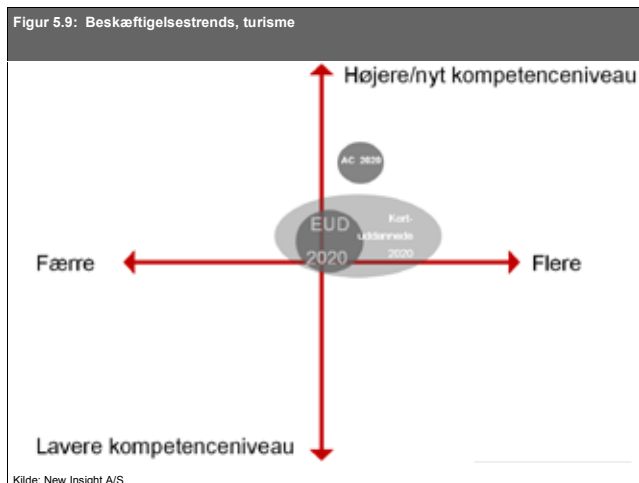 Figur 5.9: Beskæftigelsestrends, turisme
Højere/nyt kompetenceniveau
AC 2020
EUD
2020
Kort-
uddannede
2020
Færre
Flere
Lavere kompetenceniveau
Kilde: New Insight A/S